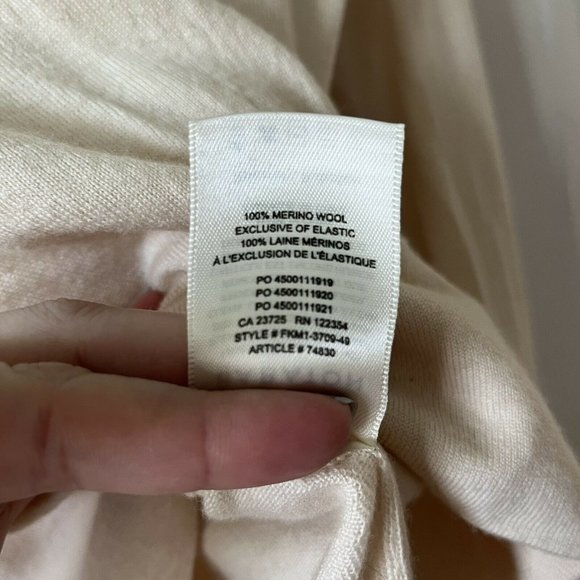 100% MERINO WOOL
EXCLUSIVE OF ELASTIC
100% LAINE MÉRINOS
À L'EXCLUSION DE L'ÉLASTIQUE
PO 4500111919
PO 4500111920
PO 4500111921
CA 23725 RN 122354
STYLE # FKM1-3709-49
ARTICLE # 74830